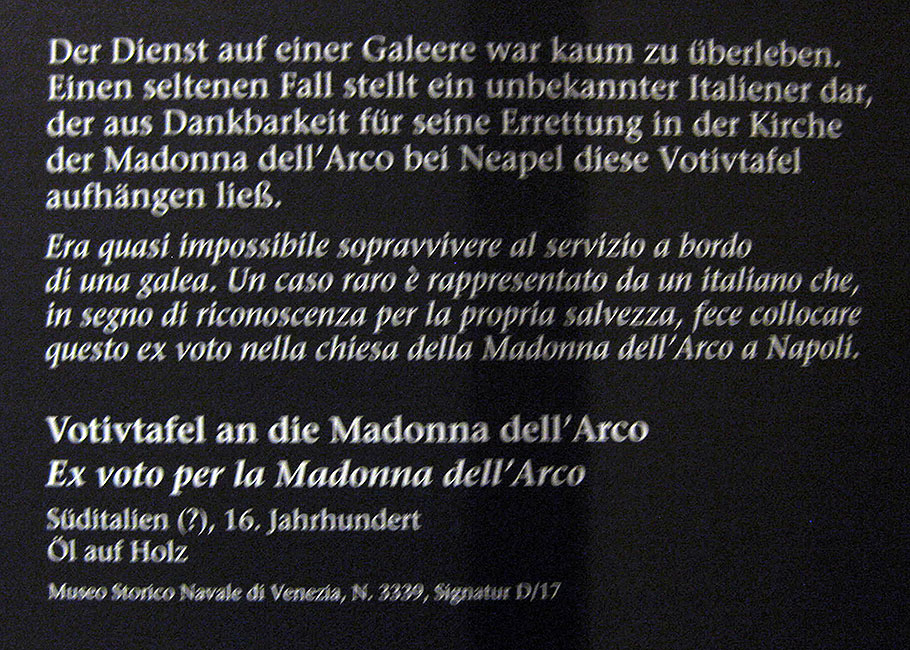 Der Dienst auf einer Galeere war kaum zu überleben.
Einen seltenen Fall stellt ein unbekannter Italiener dar,
der aus Dankbarkeit für seine Errettung in der Kirche
der Madonna dell'Arco bei Neapel diese Votivtafel
aufhängen ließ.
Era quasi impossibile sopravvivere al servizio a bordo
di una galea. Un caso raro è rappresentato da un italiano che,
in segno di riconoscenza per la propria salvezza, fece collocare
questo ex voto nella chiesa della Madonna dell'Arco a Napoli.
Votivtafel an die Madonna dell'Arco
Ex voto per la Madonna dell'Arco
Süditalien (?), 16. Jahrhundert
Öl auf Holz
Museo Storico Navale di Venezia, N. 3339, Signatur D/17